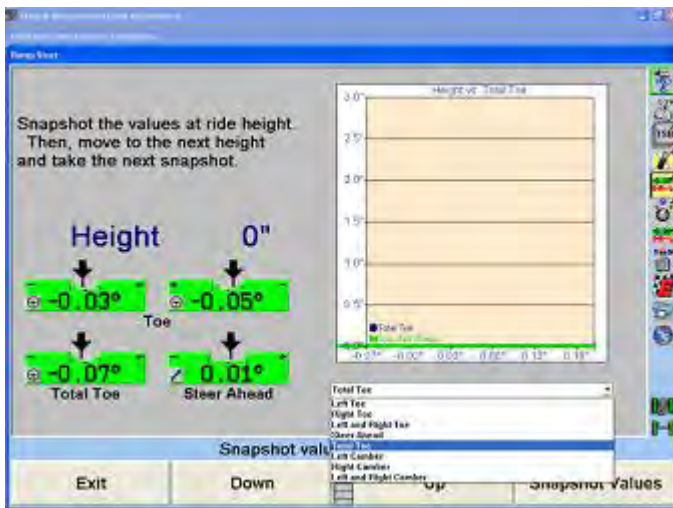 Bump Steer
Snapshot the values at ride height.
Then, move to the next height
and take the next snapshot.
Height 0"
-0.03° -0.05°
Toe
-0.07° 0.01°
Total Toe Steer Ahead
Height vs. Total Toe
3.0"
2.5"
2.0"
1.5"
1.0"
0.5"
Total Toe
Total Toe
Left Toe
Right Toe
Left and Right Toe
Steer Ahead
Total Toe
Left Camber
Right Camber
Left and Right Camber
Snapshot
Exit Down Up Snapshot Values